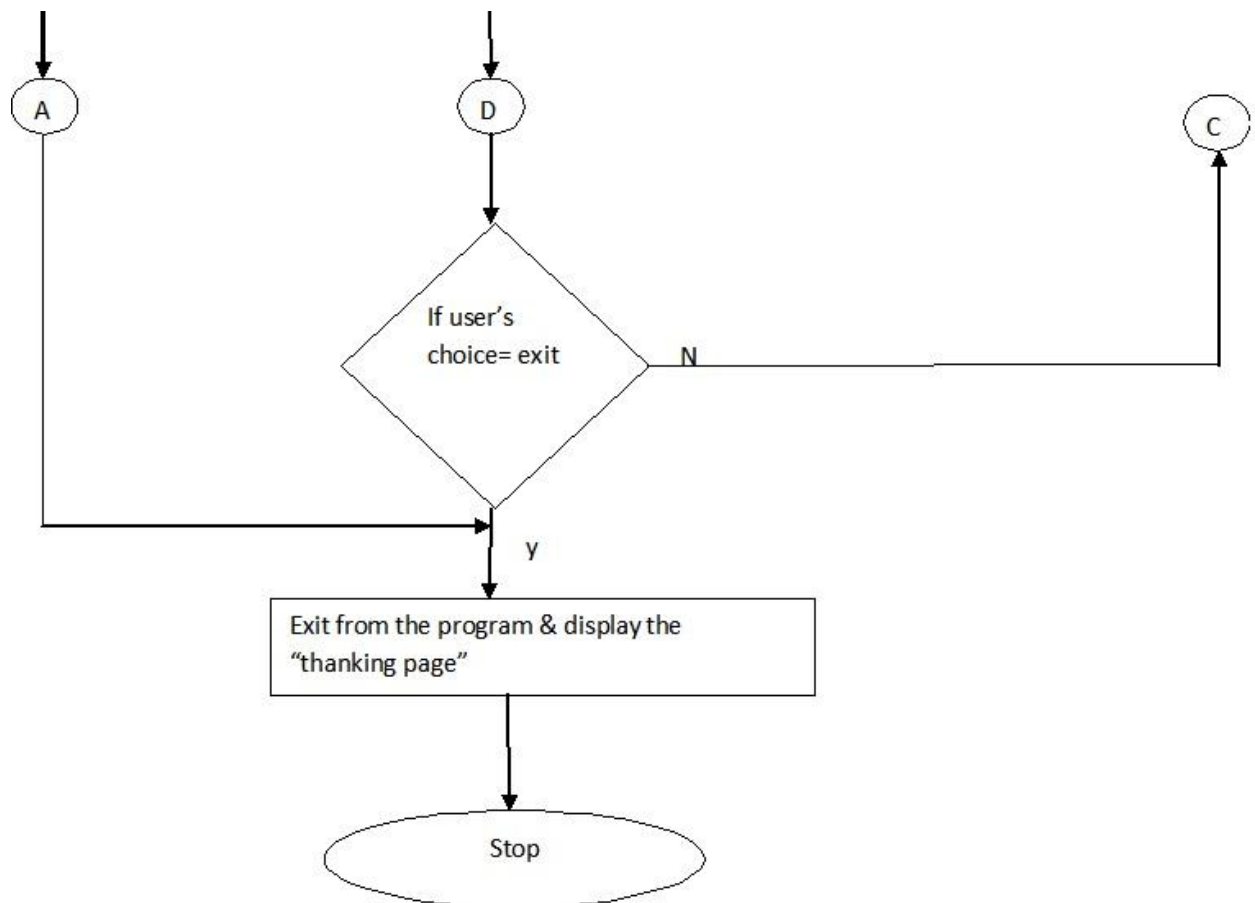 A
D
C
If user’s
choice= exit
N
y
Exit from the program & display the
“thanking page”
Stop